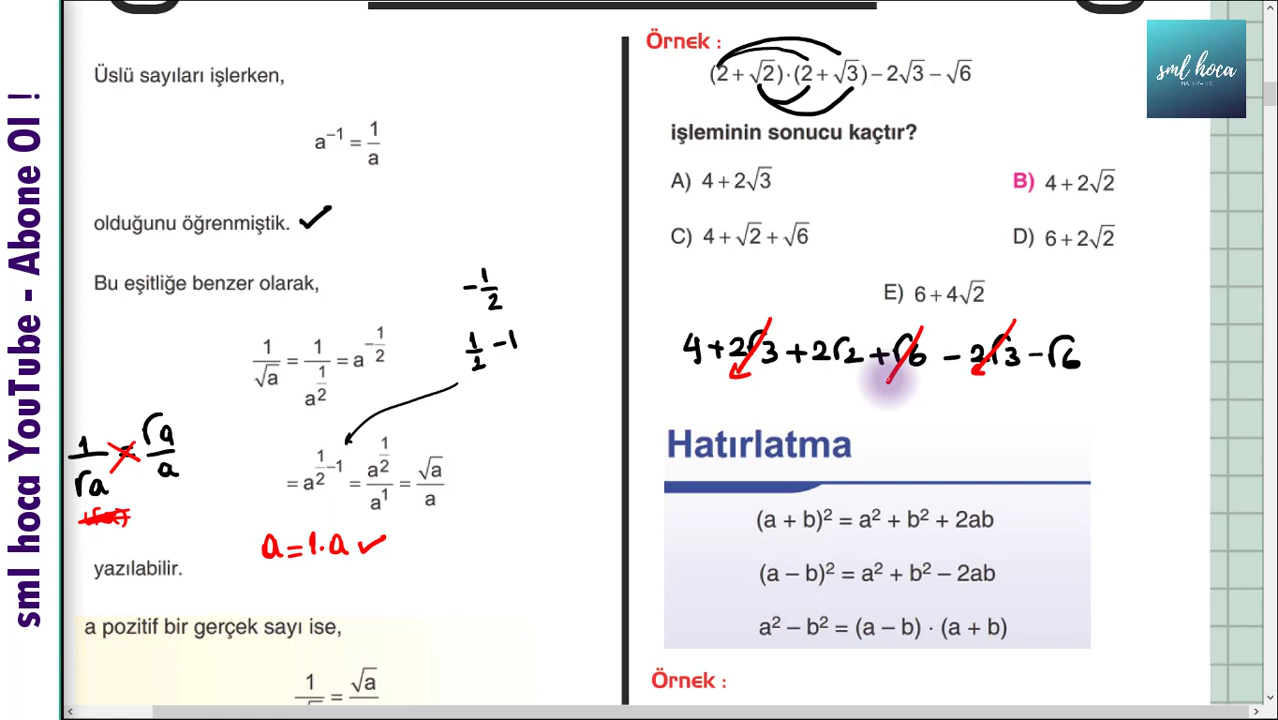 sml hoca YouTube - Abone Ol !
Üslü sayıları işlerken,
a⁻¹ = 1/a
olduğunu öğrenmiştik. ✓
Bu eşitliğe benzer olarak,
-1/2
1/2 -1
1/√a = 1/a^(1/2) = a^(-1/2)
= a^(1/2-1) = a^(1/2)/a¹ = √a/a
1/√a = √a/a
a = 1.a ✓
yazılabilir.
a pozitif bir gerçek sayı ise,
1/√ = √a
Örnek :
(2 + √2)·(2 + √3) – 2√3 – √6
işleminin sonucu kaçtır?
A) 4 + 2√3
B) 4 + 2√2
C) 4 + √2 + √6
D) 6 + 2√2
E) 6 + 4√2
4 + 2√3 + 2√2 + √6 - 2√3 - √6
Hatırlatma
(a + b)² = a² + b² + 2ab
(a – b)² = a² + b² – 2ab
a² – b² = (a – b) · (a + b)
Örnek :
sml hoca